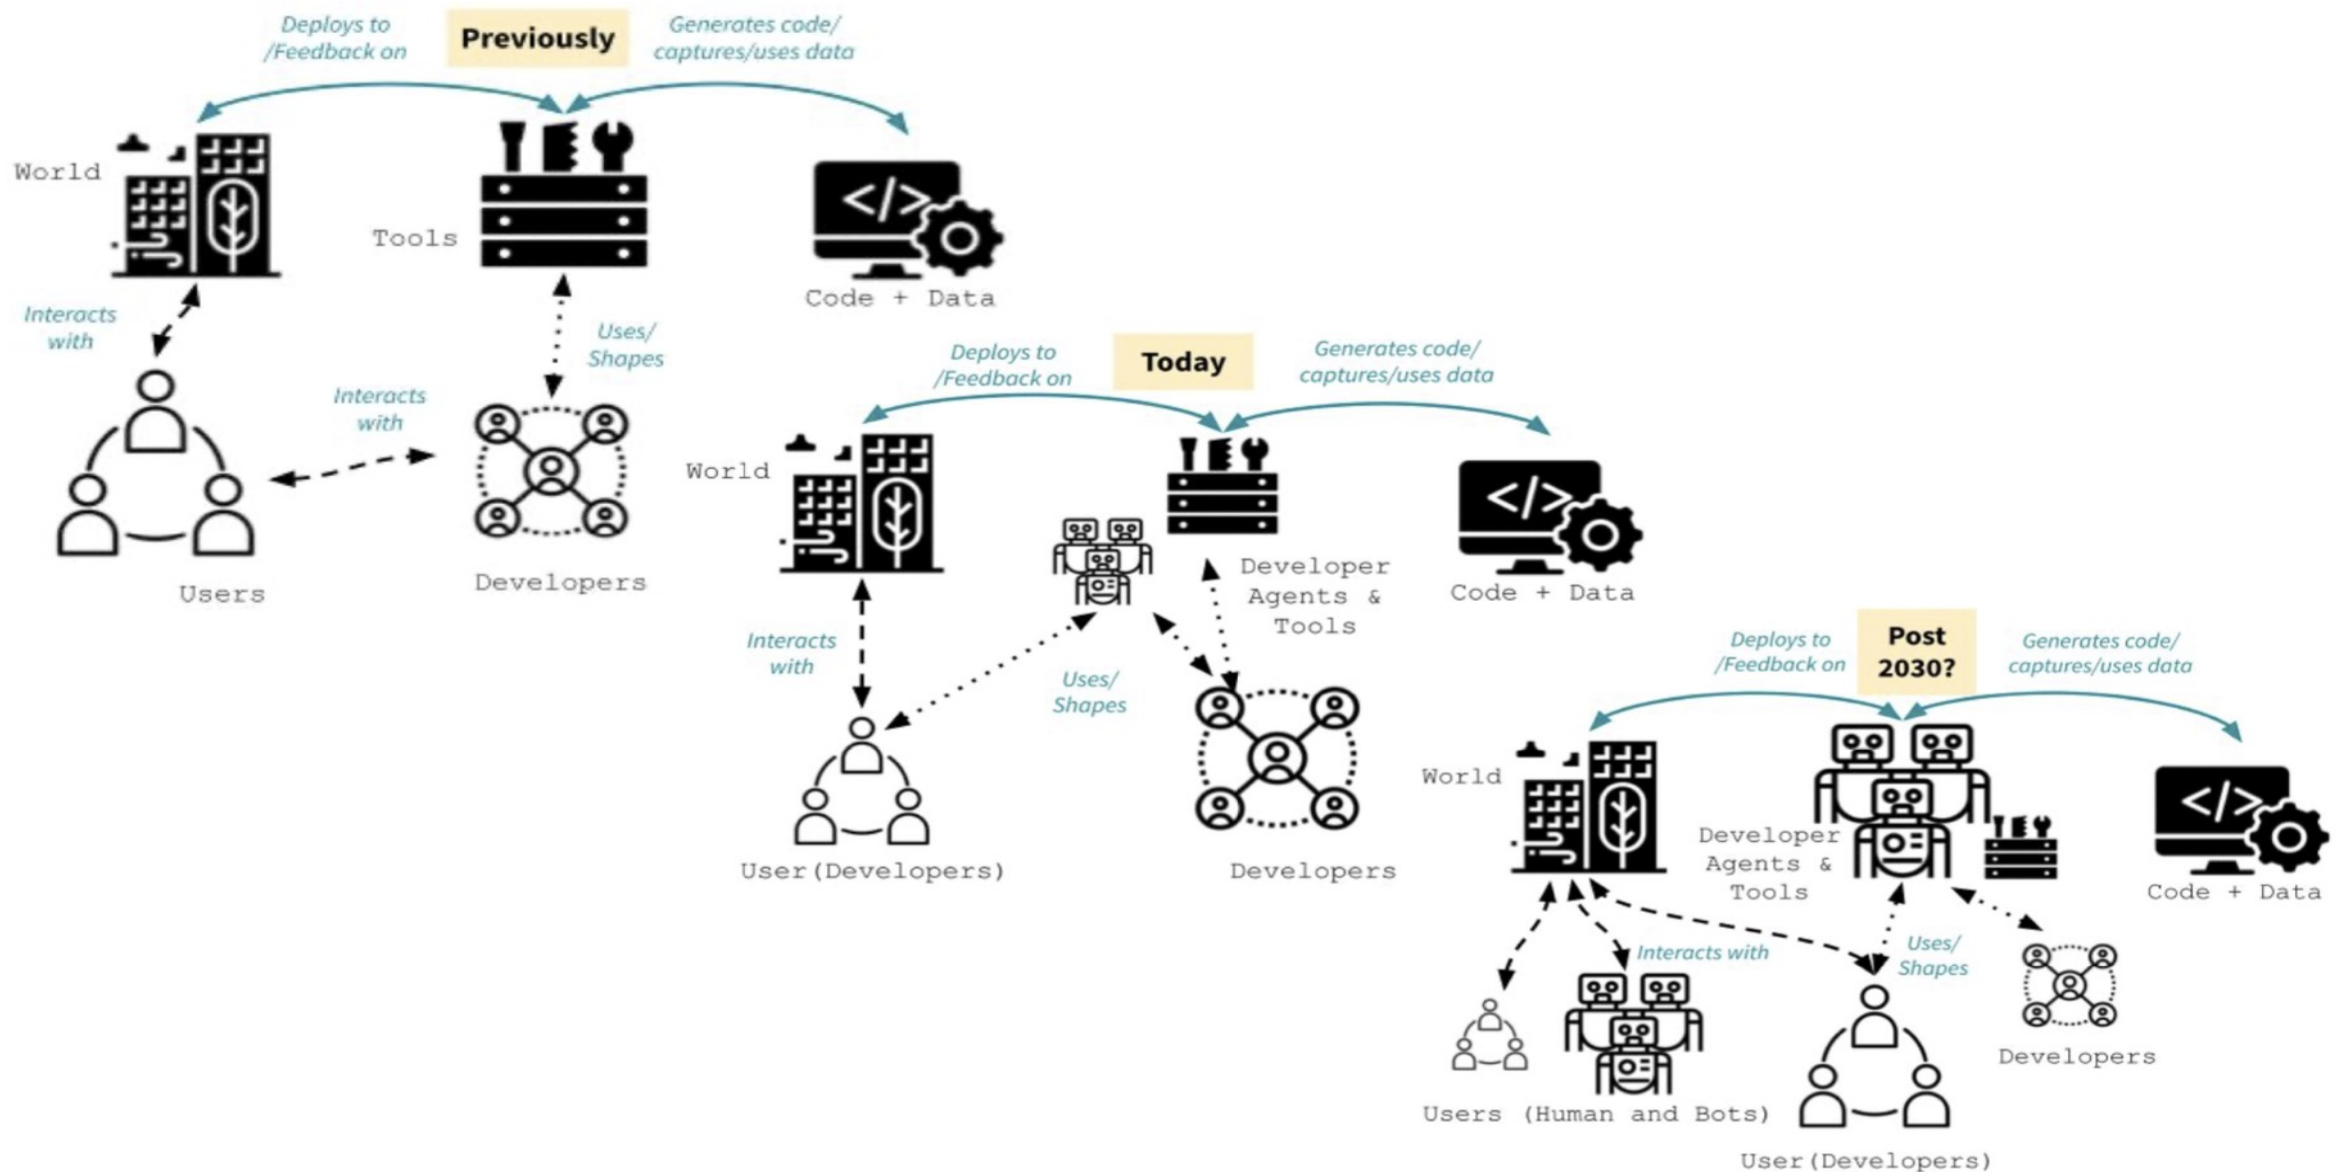 Deploys to
/Feedback on
Previously
Generates code/
captures/uses data
World
Tools
Code + Data
Interacts
with
Uses/
Shapes
Interacts
with
Users
Developers
Deploys to
/Feedback on
Today
Generates code/
captures/uses data
World
Developer
Agents &
Tools
Code + Data
Interacts
with
Uses/
Shapes
User(Developers)
Developers
Deploys to
/Feedback on
Post
2030?
Generates code/
captures/uses data
World
Developer
Agents &
Tools
Code + Data
Interacts with
Uses/
Shapes
Developers
Users (Human and Bots)
User(Developers)